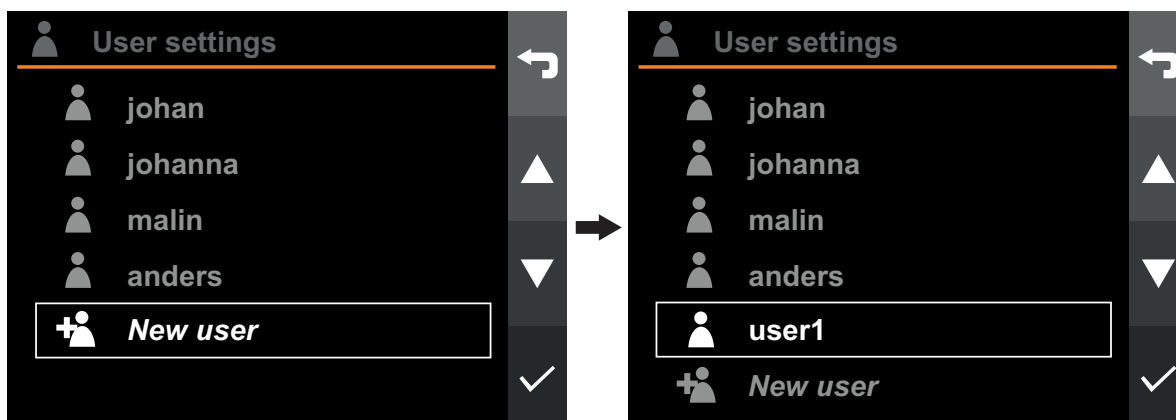 User settings
johan
johanna
malin
anders
New user
User settings
johan
johanna
malin
anders
user1
New user